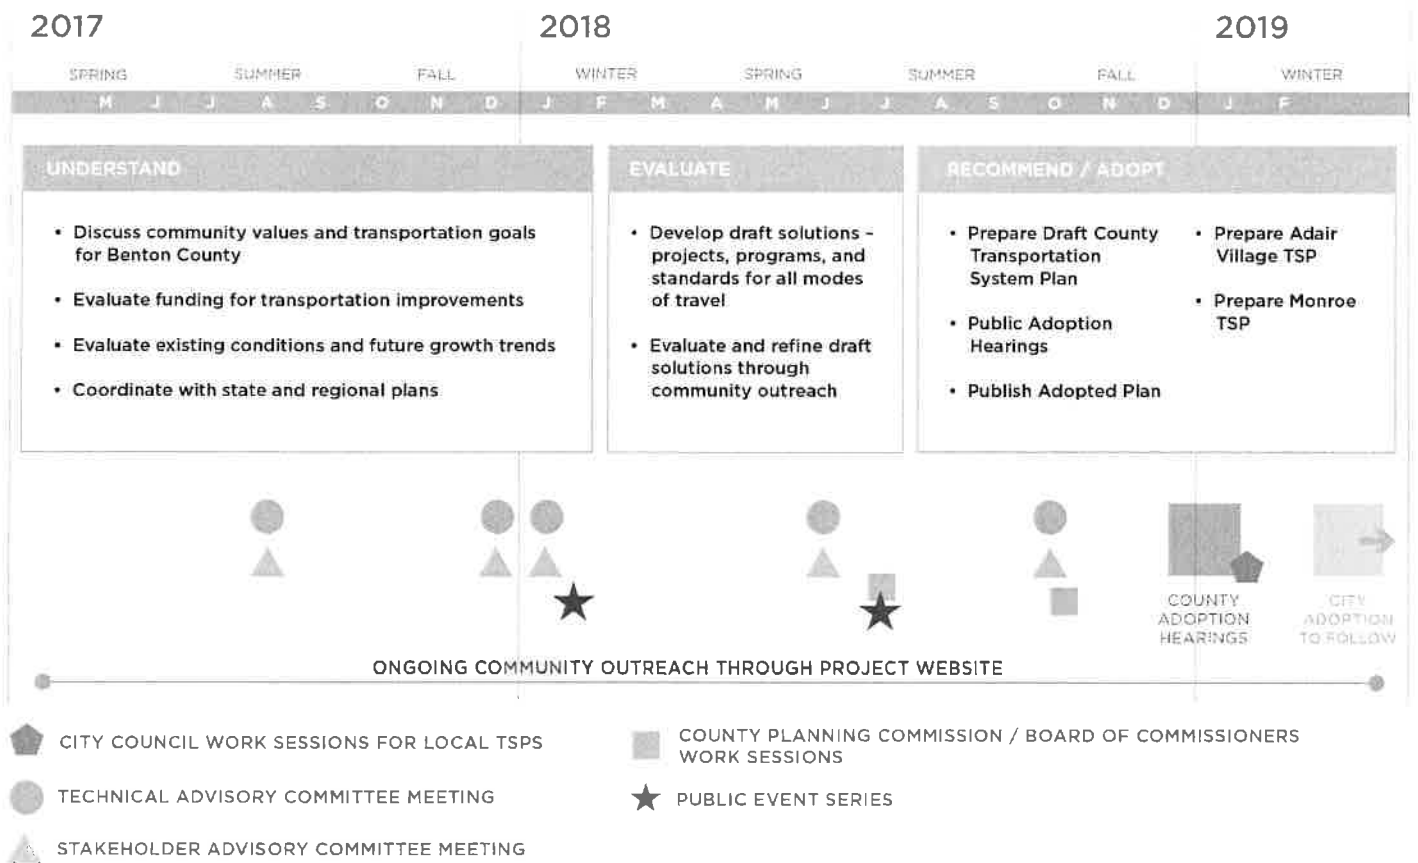 2017
2018
2019
SPRING SUMMER FALL WINTER SPRING SUMMER FALL WINTER
M J J A S O N D J F M A M J J A S O N D J F
UNDERSTAND
• Discuss community values and transportation goals
for Benton County
• Evaluate funding for transportation improvements
• Evaluate existing conditions and future growth trends
• Coordinate with state and regional plans
EVALUATE
• Develop draft solutions –
projects, programs, and
standards for all modes
of travel
• Evaluate and refine draft
solutions through
community outreach
RECOMMEND / ADOPT
• Prepare Draft County
Transportation
System Plan
• Public Adoption
Hearings
• Publish Adopted Plan
• Prepare Adair
Village TSP
• Prepare Monroe
TSP
COUNTY
ADOPTION
HEARINGS
CITY
ADOPTION
TO FOLLOW
ONGOING COMMUNITY OUTREACH THROUGH PROJECT WEBSITE
CITY COUNCIL WORK SESSIONS FOR LOCAL TSPS
TECHNICAL ADVISORY COMMITTEE MEETING
STAKEHOLDER ADVISORY COMMITTEE MEETING
COUNTY PLANNING COMMISSION / BOARD OF COMMISSIONERS
WORK SESSIONS
PUBLIC EVENT SERIES